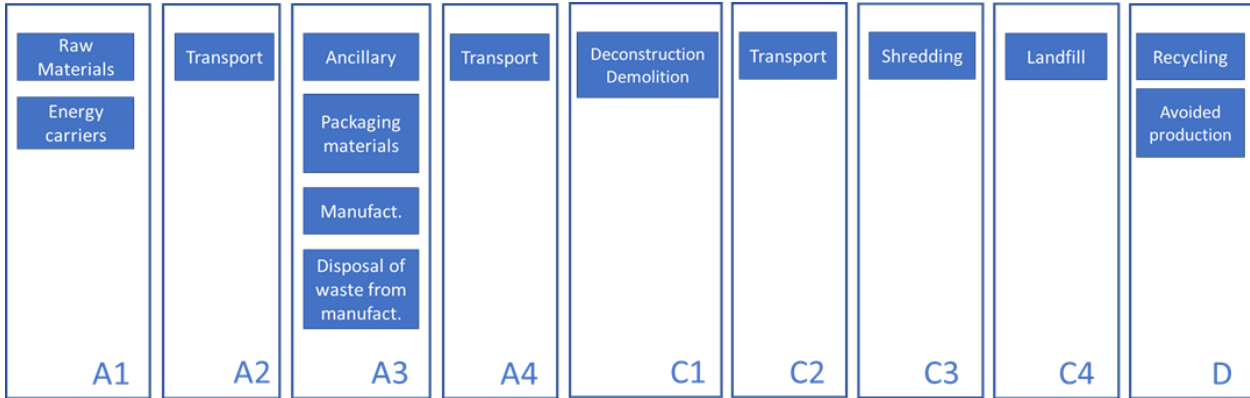 Raw
Materials
Energy
carriers
A1
Transport
A2
Ancillary
Packaging
materials
Manufact.
Disposal of
waste from
manufact.
A3
Transport
A4
Deconstruction
Demolition
C1
Transport
C2
Shredding
C3
Landfill
C4
Recycling
Avoided
production
D